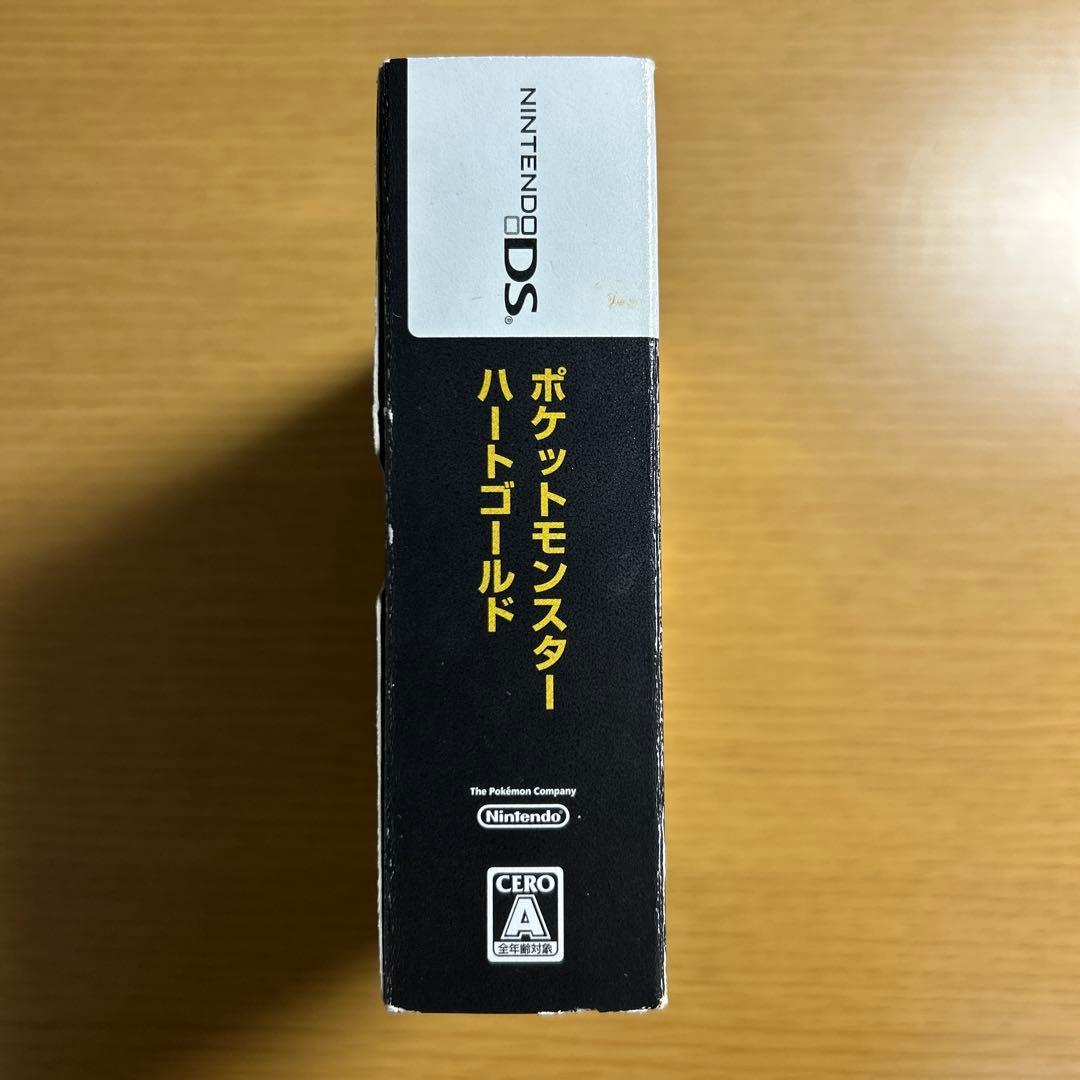 NINTENDO DS®
ポケットモンスター
ハートゴールド
The Pokémon Company
Nintendo®
CERO
A
全年齢対象